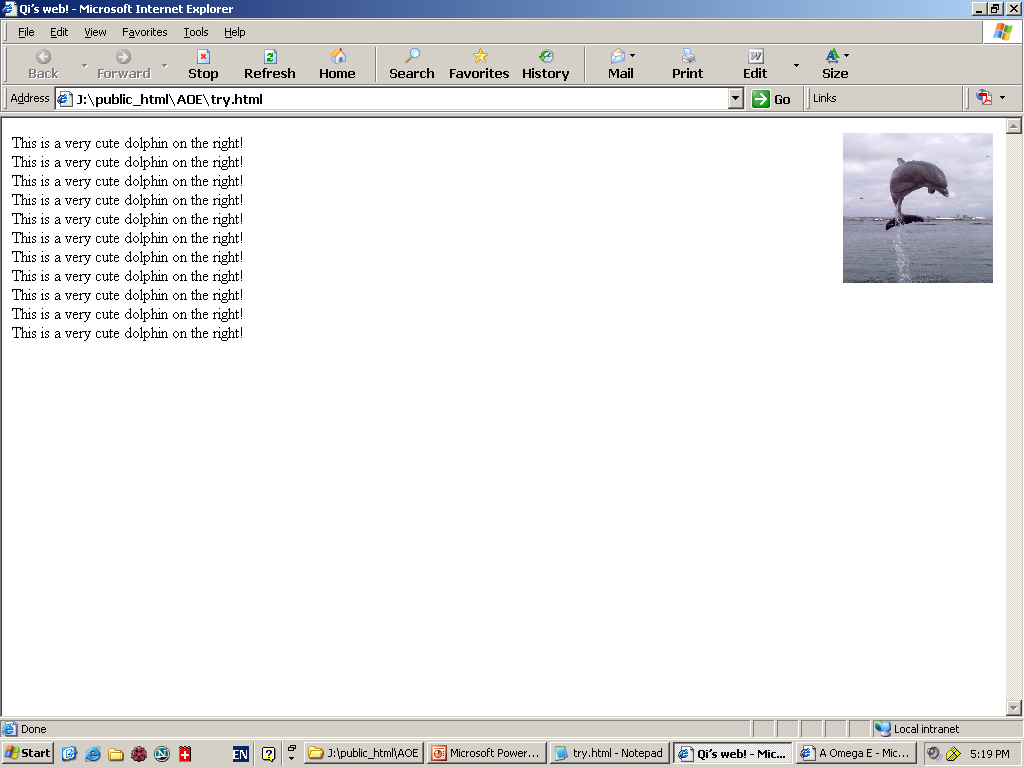 Qi's web! - Microsoft Internet Explorer
File Edit View Favorites Tools Help
Back Forward Stop Refresh Home Search Favorites History Mail Print Edit Size
Address J:\public_html\AOE\try.html Go Links
This is a very cute dolphin on the right!
This is a very cute dolphin on the right!
This is a very cute dolphin on the right!
This is a very cute dolphin on the right!
This is a very cute dolphin on the right!
This is a very cute dolphin on the right!
This is a very cute dolphin on the right!
This is a very cute dolphin on the right!
This is a very cute dolphin on the right!
This is a very cute dolphin on the right!
This is a very cute dolphin on the right!
Done Local intranet
Start EN J:\public_html\AOE Microsoft Power... try.html - Notepad Qi's web! - Mic... A Omega E - Mic... 5:19 PM